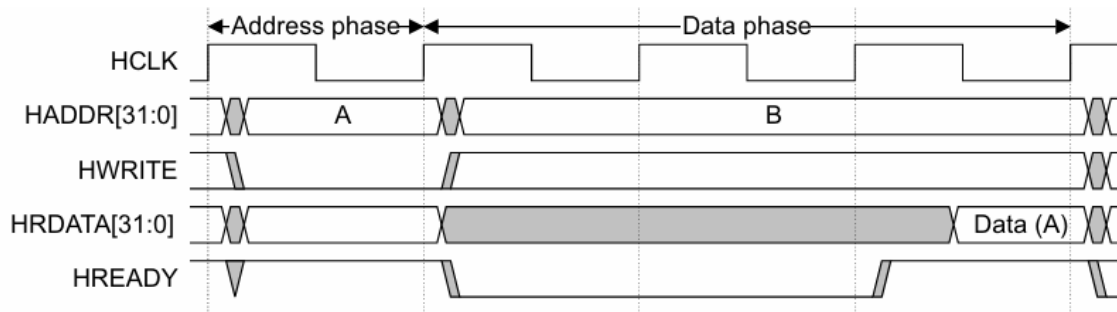 Address phase Data phase
HCLK
HADDR[31:0] A B
HWRITE
HRDATA[31:0] Data (A)
HREADY